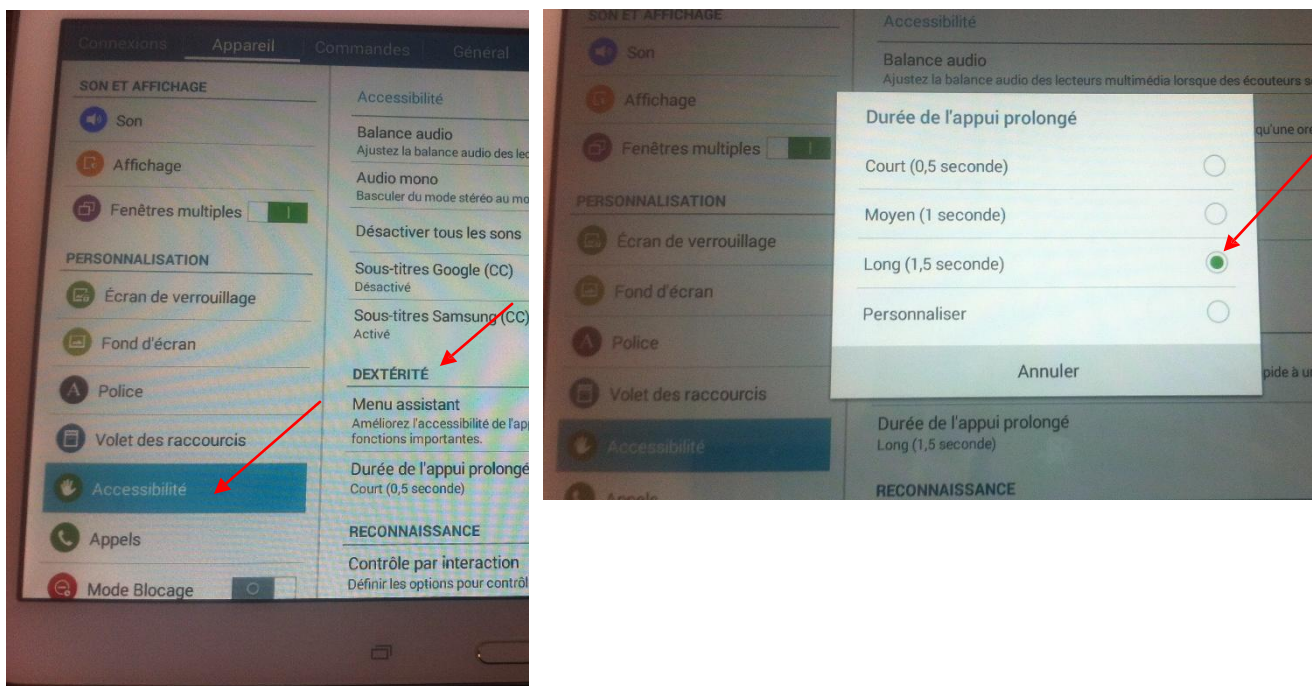 Connexions
Appareil
Commandes
Général
SON ET AFFICHAGE
Son
Affichage
Fenêtres multiples
PERSONNALISATION
Écran de verrouillage
Fond d'écran
Police
Volet des raccourcis
Accessibilité
Appels
Mode Blocage
Accessibilité
Balance audio
Ajustez la balance audio des lec
Audio mono
Basculer du mode stéréo au mo
Désactiver tous les sons
Sous-titres Google (CC)
Désactivé
Sous-titres Samsung (CC)
Activé
DEXTÉRITÉ
Menu assistant
Améliorez l'accessibilité de l'app
fonctions importantes.
Durée de l'appui prolongé
Court (0,5 seconde)
RECONNAISSANCE
Contrôle par interaction
Définir les options pour contrôl
SON ET AFFICHAGE
Son
Affichage
Fenêtres multiples
PERSONNALISATION
Écran de verrouillage
Fond d'écran
Police
Volet des raccourcis
Accessibilité
Appels
Accessibilité
Balance audio
Ajustez la balance audio des lecteurs multimédia lorsque des écouteurs s
qu'une ore
Durée de l'appui prolongé
Court (0,5 seconde)
Moyen (1 seconde)
Long (1,5 seconde)
Personnaliser
Annuler
pide à u
Durée de l'appui prolongé
Long (1,5 seconde)
RECONNAISSANCE